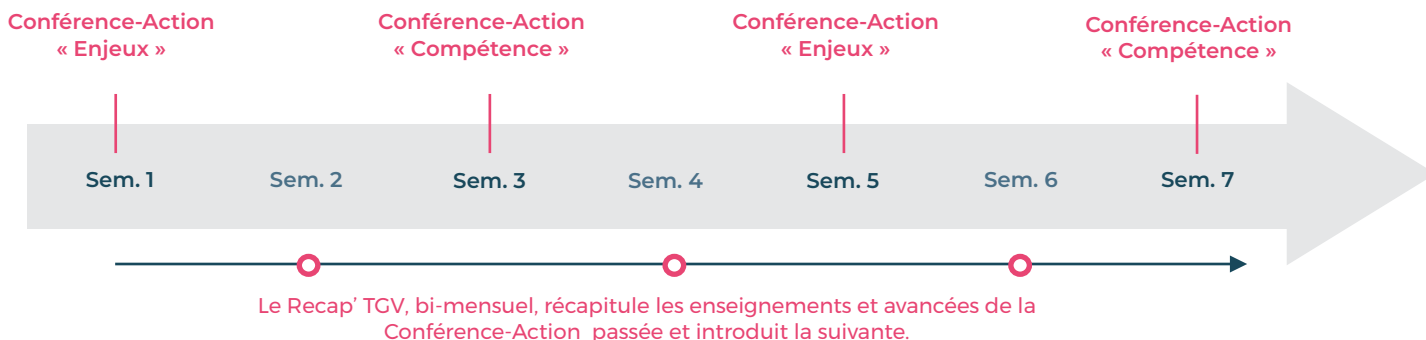 Conférence-Action
« Enjeux »
Conférence-Action
« Compétence »
Conférence-Action
« Enjeux »
Conférence-Action
« Compétence »
Sem. 1
Sem. 2
Sem. 3
Sem. 4
Sem. 5
Sem. 6
Sem. 7
Le Recap’ TGV, bi-mensuel, récapitule les enseignements et avancées de la
Conférence-Action passée et introduit la suivante.